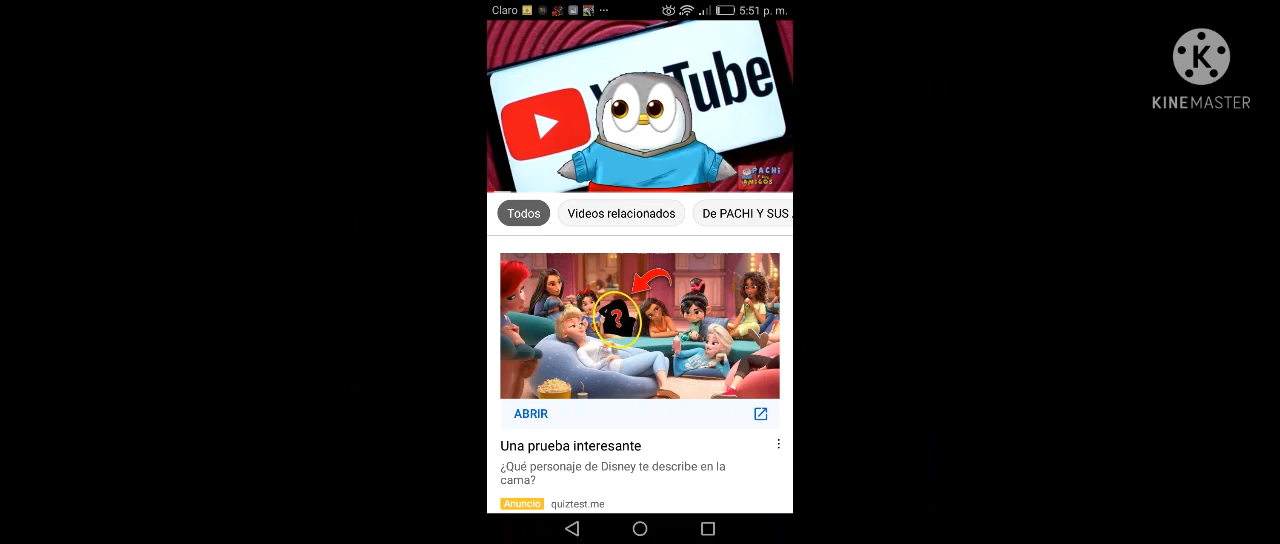 Claro
5:51 p. m.
YouTube
PACHI
Y SUS
AMIGOS
K
KINEMASTER
Todos
Videos relacionados
De PACHI Y SUS
?
ABRIR
Una prueba interesante
¿Qué personaje de Disney te describe en la
cama?
Anuncio quiztest.me